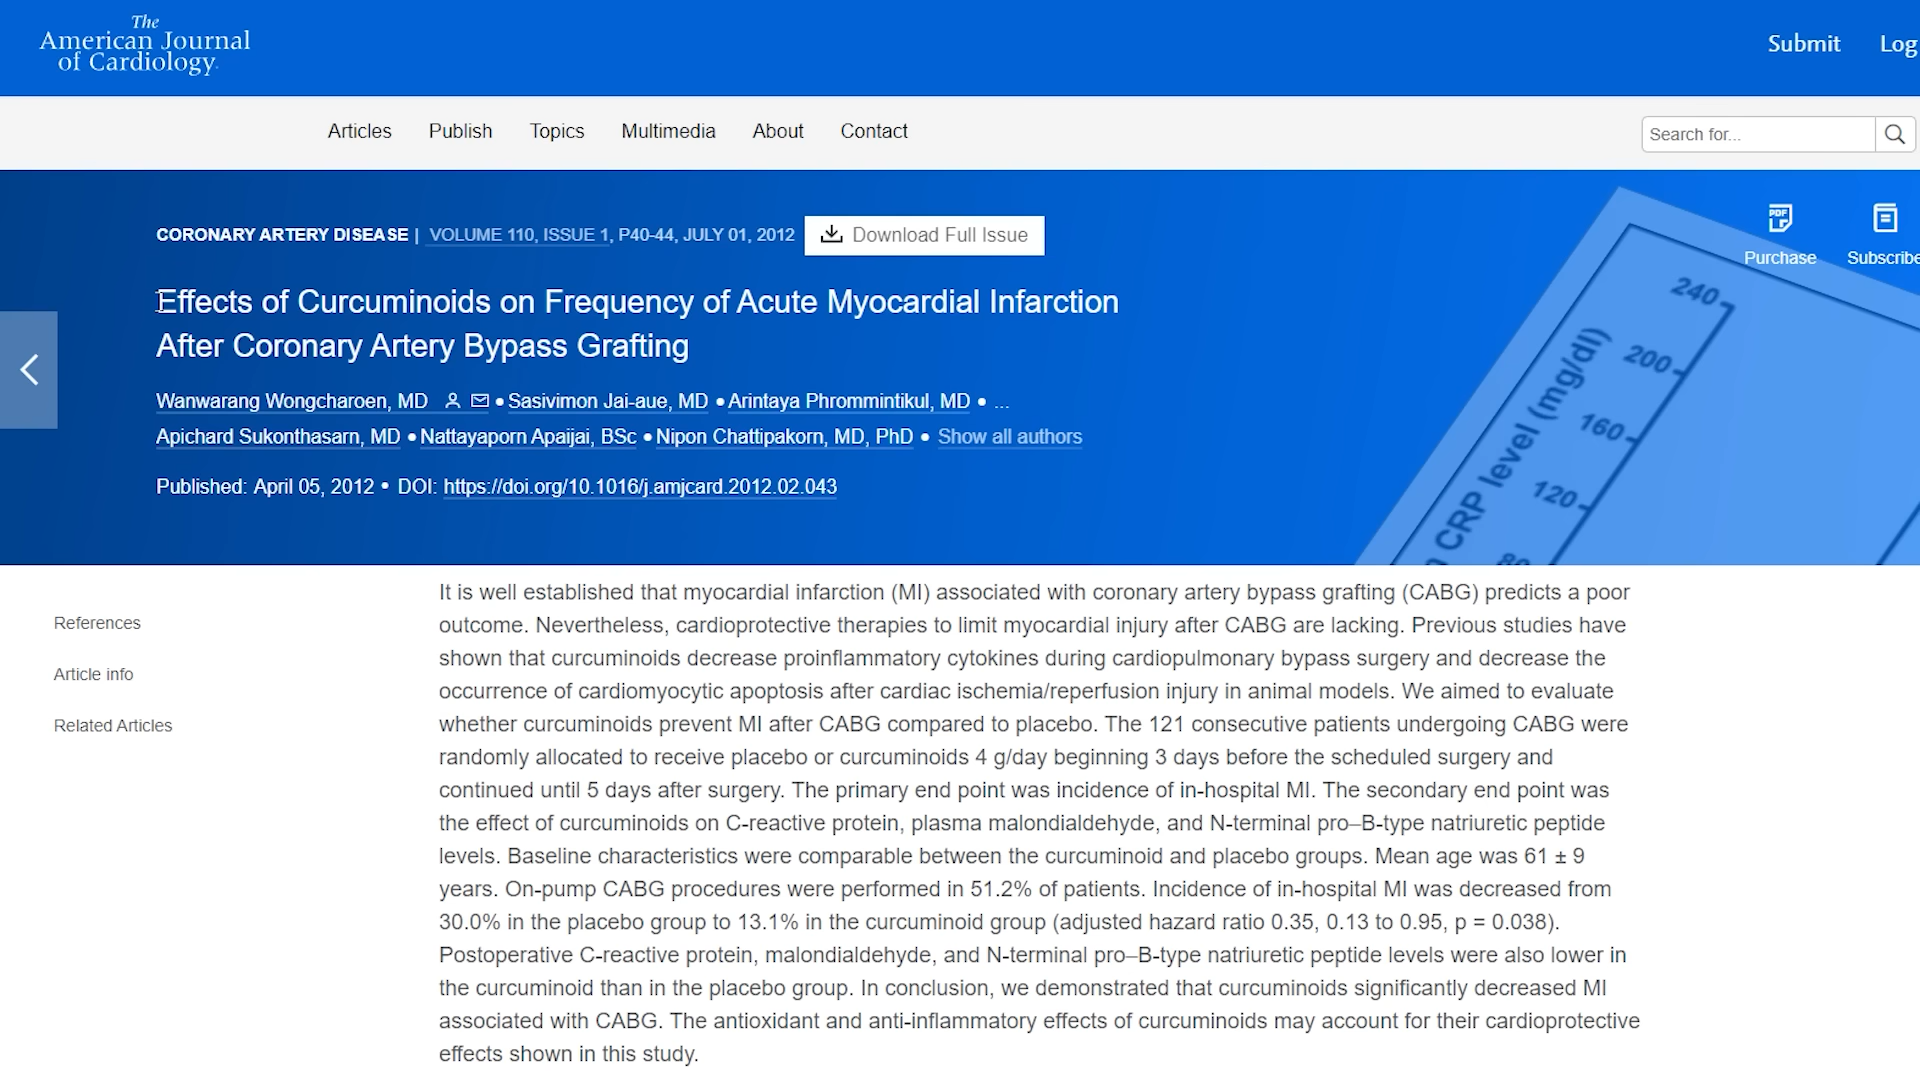 The
American Journal
of Cardiology
Submit
Log
Articles
Publish
Topics
Multimedia
About
Contact
Search for...
CORONARY ARTERY DISEASE | VOLUME 110, ISSUE 1, P40-44, JULY 01, 2012
Download Full Issue
PDF
Purchase
Subscribe
Effects of Curcuminoids on Frequency of Acute Myocardial Infarction
After Coronary Artery Bypass Grafting
Wanwarang Wongcharoen, MD • Sasivimon Jai-aue, MD • Arintaya Phrommintikul, MD • ...
Apichard Sukonthasarn, MD • Nattayaporn Apaijai, BSc • Nipon Chattipakorn, MD, PhD • Show all authors
Published: April 05, 2012 • DOI: https://doi.org/10.1016/j.amjcard.2012.02.043
240
200
160
120
80
CRP level (mg/dl)
References
Article info
Related Articles
It is well established that myocardial infarction (MI) associated with coronary artery bypass grafting (CABG) predicts a poor
outcome. Nevertheless, cardioprotective therapies to limit myocardial injury after CABG are lacking. Previous studies have
shown that curcuminoids decrease proinflammatory cytokines during cardiopulmonary bypass surgery and decrease the
occurrence of cardiomyocytic apoptosis after cardiac ischemia/reperfusion injury in animal models. We aimed to evaluate
whether curcuminoids prevent MI after CABG compared to placebo. The 121 consecutive patients undergoing CABG were
randomly allocated to receive placebo or curcuminoids 4 g/day beginning 3 days before the scheduled surgery and
continued until 5 days after surgery. The primary end point was incidence of in-hospital MI. The secondary end point was
the effect of curcuminoids on C-reactive protein, plasma malondialdehyde, and N-terminal pro–B-type natriuretic peptide
levels. Baseline characteristics were comparable between the curcuminoid and placebo groups. Mean age was 61 ± 9
years. On-pump CABG procedures were performed in 51.2% of patients. Incidence of in-hospital MI was decreased from
30.0% in the placebo group to 13.1% in the curcuminoid group (adjusted hazard ratio 0.35, 0.13 to 0.95, p = 0.038).
Postoperative C-reactive protein, malondialdehyde, and N-terminal pro–B-type natriuretic peptide levels were also lower in
the curcuminoid than in the placebo group. In conclusion, we demonstrated that curcuminoids significantly decreased MI
associated with CABG. The antioxidant and anti-inflammatory effects of curcuminoids may account for their cardioprotective
effects shown in this study.